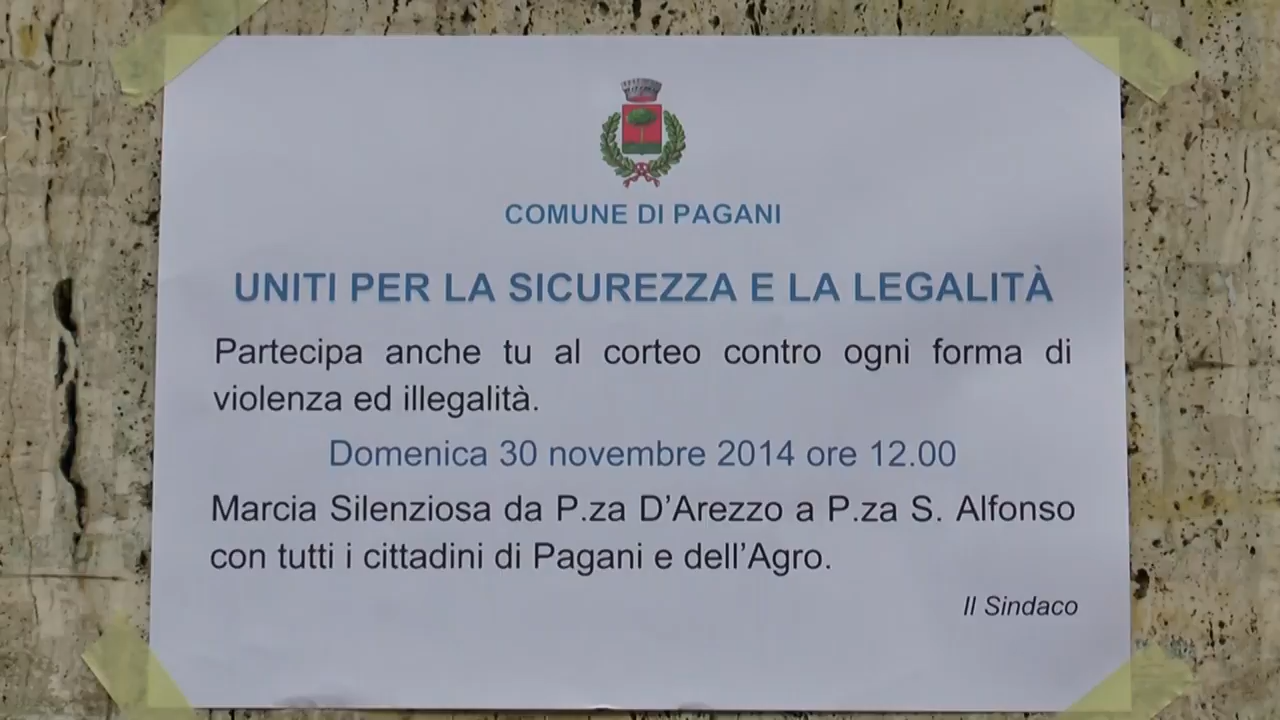 COMUNE DI PAGANI
UNITI PER LA SICUREZZA E LA LEGALITÀ
Partecipa anche tu al corteo contro ogni forma di
violenza ed illegalità.
Domenica 30 novembre 2014 ore 12.00
Marcia Silenziosa da P.za D’Arezzo a P.za S. Alfonso
con tutti i cittadini di Pagani e dell’Agro.
Il Sindaco